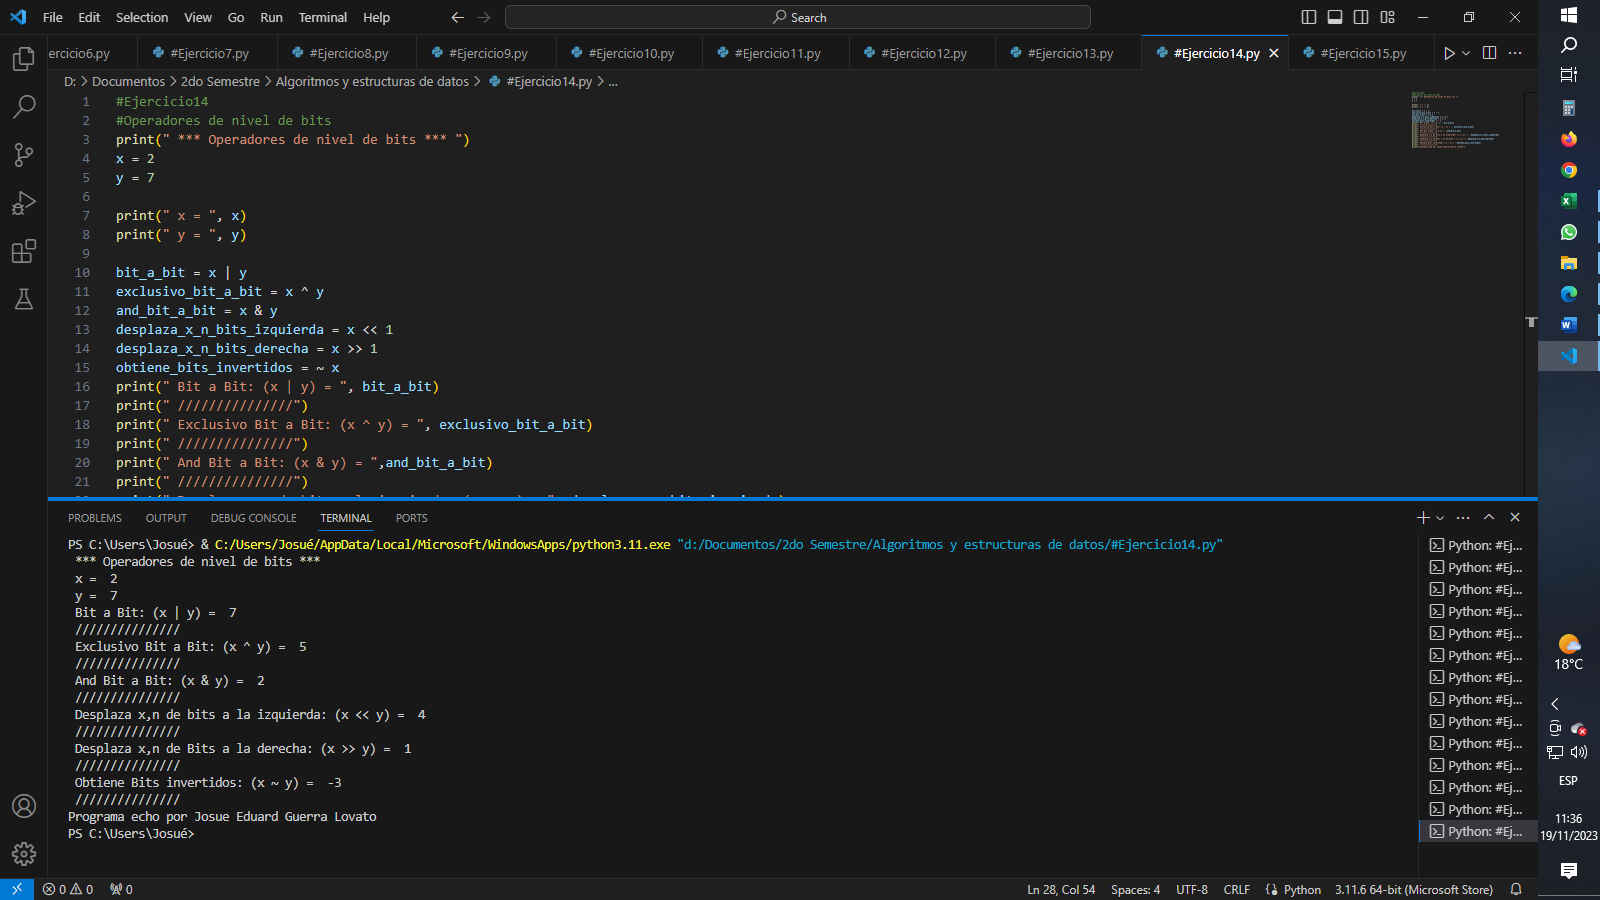 File Edit Selection View Go Run Terminal Help
Search
ercicio6.py #Ejercicio7.py #Ejercicio8.py #Ejercicio9.py #Ejercicio10.py #Ejercicio11.py #Ejercicio12.py #Ejercicio13.py #Ejercicio14.py #Ejercicio15.py
D: > Documentos > 2do Semestre > Algoritmos y estructuras de datos > #Ejercicio14.py > ...
1 #Ejercicio14
2 #Operadores de nivel de bits
3 print(" *** Operadores de nivel de bits *** ")
4 x = 2
5 y = 7
6
7 print(" x = ", x)
8 print(" y = ", y)
9
10 bit_a_bit = x | y
11 exclusivo_bit_a_bit = x ^ y
12 and_bit_a_bit = x & y
13 desplaza_x_n_bits_izquierda = x << 1
14 desplaza_x_n_bits_derecha = x >> 1
15 obtiene_bits_invertidos = ~ x
16 print(" Bit a Bit: (x | y) = ", bit_a_bit)
17 print(" ///////////////")
18 print(" Exclusivo Bit a Bit: (x ^ y) = ", exclusivo_bit_a_bit)
19 print(" ///////////////")
20 print(" And Bit a Bit: (x & y) = ",and_bit_a_bit)
21 print(" ///////////////")
PROBLEMS OUTPUT DEBUG CONSOLE TERMINAL PORTS
PS C:\Users\Josué> & C:/Users/Josué/AppData/Local/Microsoft/WindowsApps/python3.11.exe "d:/Documentos/2do Semestre/Algoritmos y estructuras de datos/#Ejercicio14.py"
*** Operadores de nivel de bits ***
x =  2
y =  7
Bit a Bit: (x | y) =  7
///////////////
Exclusivo Bit a Bit: (x ^ y) =  5
///////////////
And Bit a Bit: (x & y) =  2
///////////////
Desplaza x,n de bits a la izquierda: (x << y) =  4
///////////////
Desplaza x,n de Bits a la derecha: (x >> y) =  1
///////////////
Obtiene Bits invertidos: (x ~ y) =  -3
///////////////
Programa echo por Josue Eduard Guerra Lovato
PS C:\Users\Josué>
Python: #Ej...
Python: #Ej...
Python: #Ej...
Python: #Ej...
Python: #Ej...
Python: #Ej...
Python: #Ej...
Python: #Ej...
Python: #Ej...
Python: #Ej...
Python: #Ej...
Python: #Ej...
Python: #Ej...
Python: #Ej...
0 0 0 Ln 28, Col 54 Spaces: 4 UTF-8 CRLF Python 3.11.6 64-bit (Microsoft Store)
18°C
ESP
11:36
19/11/2023